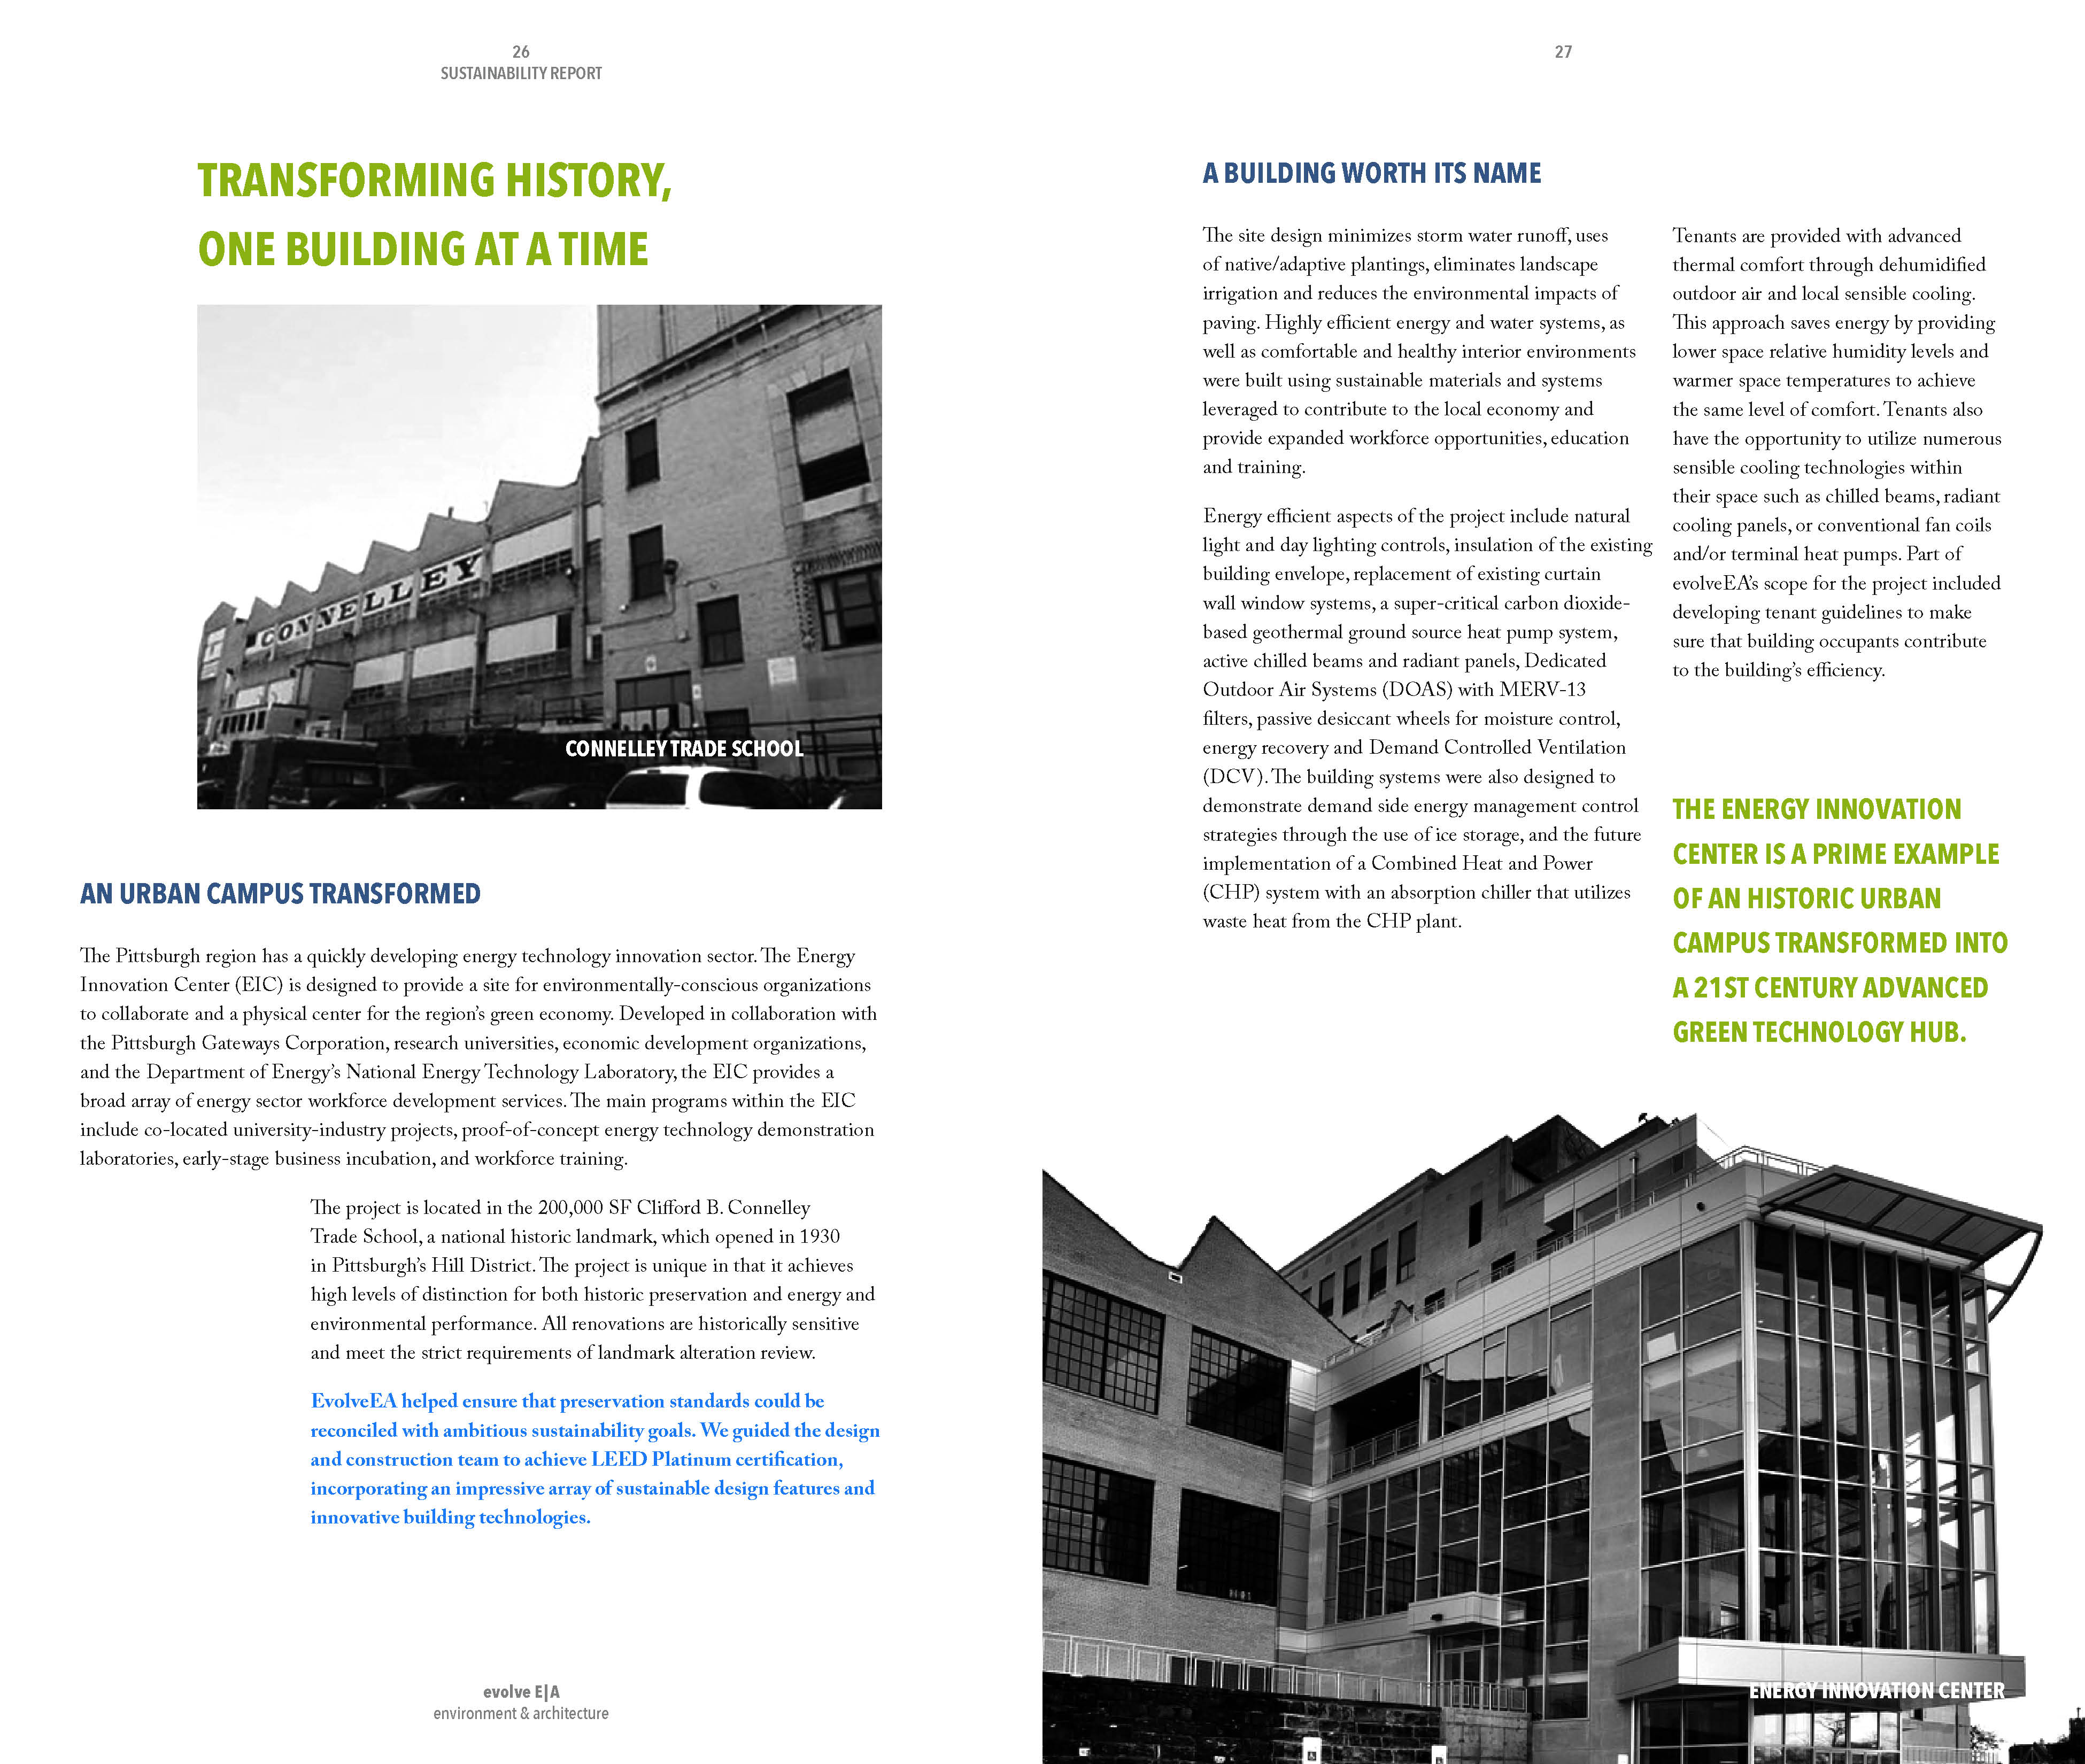 26
SUSTAINABILITY REPORT
TRANSFORMING HISTORY,
ONE BUILDING AT A TIME
CONNELLEY
CONNELLEY TRADE SCHOOL
AN URBAN CAMPUS TRANSFORMED
The Pittsburgh region has a quickly developing energy technology innovation sector. The Energy
Innovation Center (EIC) is designed to provide a site for environmentally-conscious organizations
to collaborate and a physical center for the region’s green economy. Developed in collaboration with
the Pittsburgh Gateways Corporation, research universities, economic development organizations,
and the Department of Energy’s National Energy Technology Laboratory, the EIC provides a
broad array of energy sector workforce development services. The main programs within the EIC
include co-located university-industry projects, proof-of-concept energy technology demonstration
laboratories, early-stage business incubation, and workforce training.
The project is located in the 200,000 SF Clifford B. Connelley
Trade School, a national historic landmark, which opened in 1930
in Pittsburgh’s Hill District. The project is unique in that it achieves
high levels of distinction for both historic preservation and energy and
environmental performance. All renovations are historically sensitive
and meet the strict requirements of landmark alteration review.
EvolveEA helped ensure that preservation standards could be
reconciled with ambitious sustainability goals. We guided the design
and construction team to achieve LEED Platinum certification,
incorporating an impressive array of sustainable design features and
innovative building technologies.
evolve E|A
environment & architecture
27
A BUILDING WORTH ITS NAME
The site design minimizes storm water runoff, uses
of native/adaptive plantings, eliminates landscape
irrigation and reduces the environmental impacts of
paving. Highly efficient energy and water systems, as
well as comfortable and healthy interior environments
were built using sustainable materials and systems
leveraged to contribute to the local economy and
provide expanded workforce opportunities, education
and training.
Energy efficient aspects of the project include natural
light and day lighting controls, insulation of the existing
building envelope, replacement of existing curtain
wall window systems, a super-critical carbon dioxide-
based geothermal ground source heat pump system,
active chilled beams and radiant panels, Dedicated
Outdoor Air Systems (DOAS) with MERV-13
filters, passive desiccant wheels for moisture control,
energy recovery and Demand Controlled Ventilation
(DCV). The building systems were also designed to
demonstrate demand side energy management control
strategies through the use of ice storage, and the future
implementation of a Combined Heat and Power
(CHP) system with an absorption chiller that utilizes
waste heat from the CHP plant.
Tenants are provided with advanced
thermal comfort through dehumidified
outdoor air and local sensible cooling.
This approach saves energy by providing
lower space relative humidity levels and
warmer space temperatures to achieve
the same level of comfort. Tenants also
have the opportunity to utilize numerous
sensible cooling technologies within
their space such as chilled beams, radiant
cooling panels, or conventional fan coils
and/or terminal heat pumps. Part of
evolveEA’s scope for the project included
developing tenant guidelines to make
sure that building occupants contribute
to the building’s efficiency.
THE ENERGY INNOVATION
CENTER IS A PRIME EXAMPLE
OF AN HISTORIC URBAN
CAMPUS TRANSFORMED INTO
A 21ST CENTURY ADVANCED
GREEN TECHNOLOGY HUB.
ENERGY INNOVATION CENTER